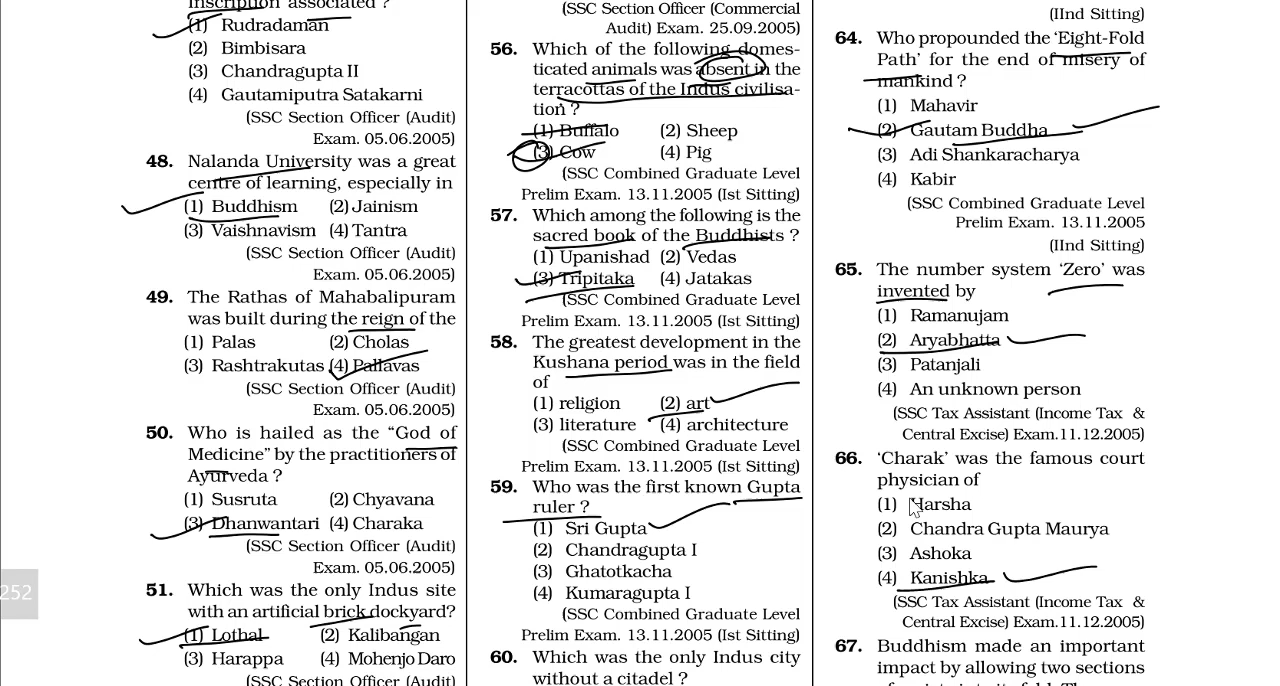 inscription associated ?
(1) Rudradaman
(2) Bimbisara
(3) Chandragupta II
(4) Gautamiputra Satakarni
(SSC Section Officer (Audit)
Exam. 05.06.2005)
48. Nalanda University was a great
centre of learning, especially in
(1) Buddhism (2) Jainism
(3) Vaishnavism (4) Tantra
(SSC Section Officer (Audit)
Exam. 05.06.2005)
49. The Rathas of Mahabalipuram
was built during the reign of the
(1) Palas (2) Cholas
(3) Rashtrakutas (4) Pallavas
(SSC Section Officer (Audit)
Exam. 05.06.2005)
50. Who is hailed as the “God of
Medicine” by the practitioners of
Ayurveda ?
(1) Susruta (2) Chyavana
(3) Dhanwantari (4) Charaka
(SSC Section Officer (Audit)
Exam. 05.06.2005)
51. Which was the only Indus site
with an artificial brick dockyard?
(1) Lothal (2) Kalibangan
(3) Harappa (4) Mohenjo Daro
(SSC Section Officer (Audit)
252
(SSC Section Officer (Commercial
Audit) Exam. 25.09.2005)
56. Which of the following domes-
ticated animals was absent in the
terracottas of the Indus civilisa-
tion ?
(1) Buffalo (2) Sheep
(3) Cow (4) Pig
(SSC Combined Graduate Level
Prelim Exam. 13.11.2005 (Ist Sitting)
57. Which among the following is the
sacred book of the Buddhists ?
(1) Upanishad (2) Vedas
(3) Tripitaka (4) Jatakas
(SSC Combined Graduate Level
Prelim Exam. 13.11.2005 (Ist Sitting)
58. The greatest development in the
Kushana period was in the field
of
(1) religion (2) art
(3) literature (4) architecture
(SSC Combined Graduate Level
Prelim Exam. 13.11.2005 (Ist Sitting)
59. Who was the first known Gupta
ruler ?
(1) Sri Gupta
(2) Chandragupta I
(3) Ghatotkacha
(4) Kumaragupta I
(SSC Combined Graduate Level
Prelim Exam. 13.11.2005 (Ist Sitting)
60. Which was the only Indus city
without a citadel ?
(IInd Sitting)
64. Who propounded the ‘Eight-Fold
Path’ for the end of misery of
mankind ?
(1) Mahavir
(2) Gautam Buddha
(3) Adi Shankaracharya
(4) Kabir
(SSC Combined Graduate Level
Prelim Exam. 13.11.2005
(IInd Sitting)
65. The number system ‘Zero’ was
invented by
(1) Ramanujam
(2) Aryabhatta
(3) Patanjali
(4) An unknown person
(SSC Tax Assistant (Income Tax &
Central Excise) Exam.11.12.2005)
66. ‘Charak’ was the famous court
physician of
(1) Harsha
(2) Chandra Gupta Maurya
(3) Ashoka
(4) Kanishka
(SSC Tax Assistant (Income Tax &
Central Excise) Exam.11.12.2005)
67. Buddhism made an important
impact by allowing two sections